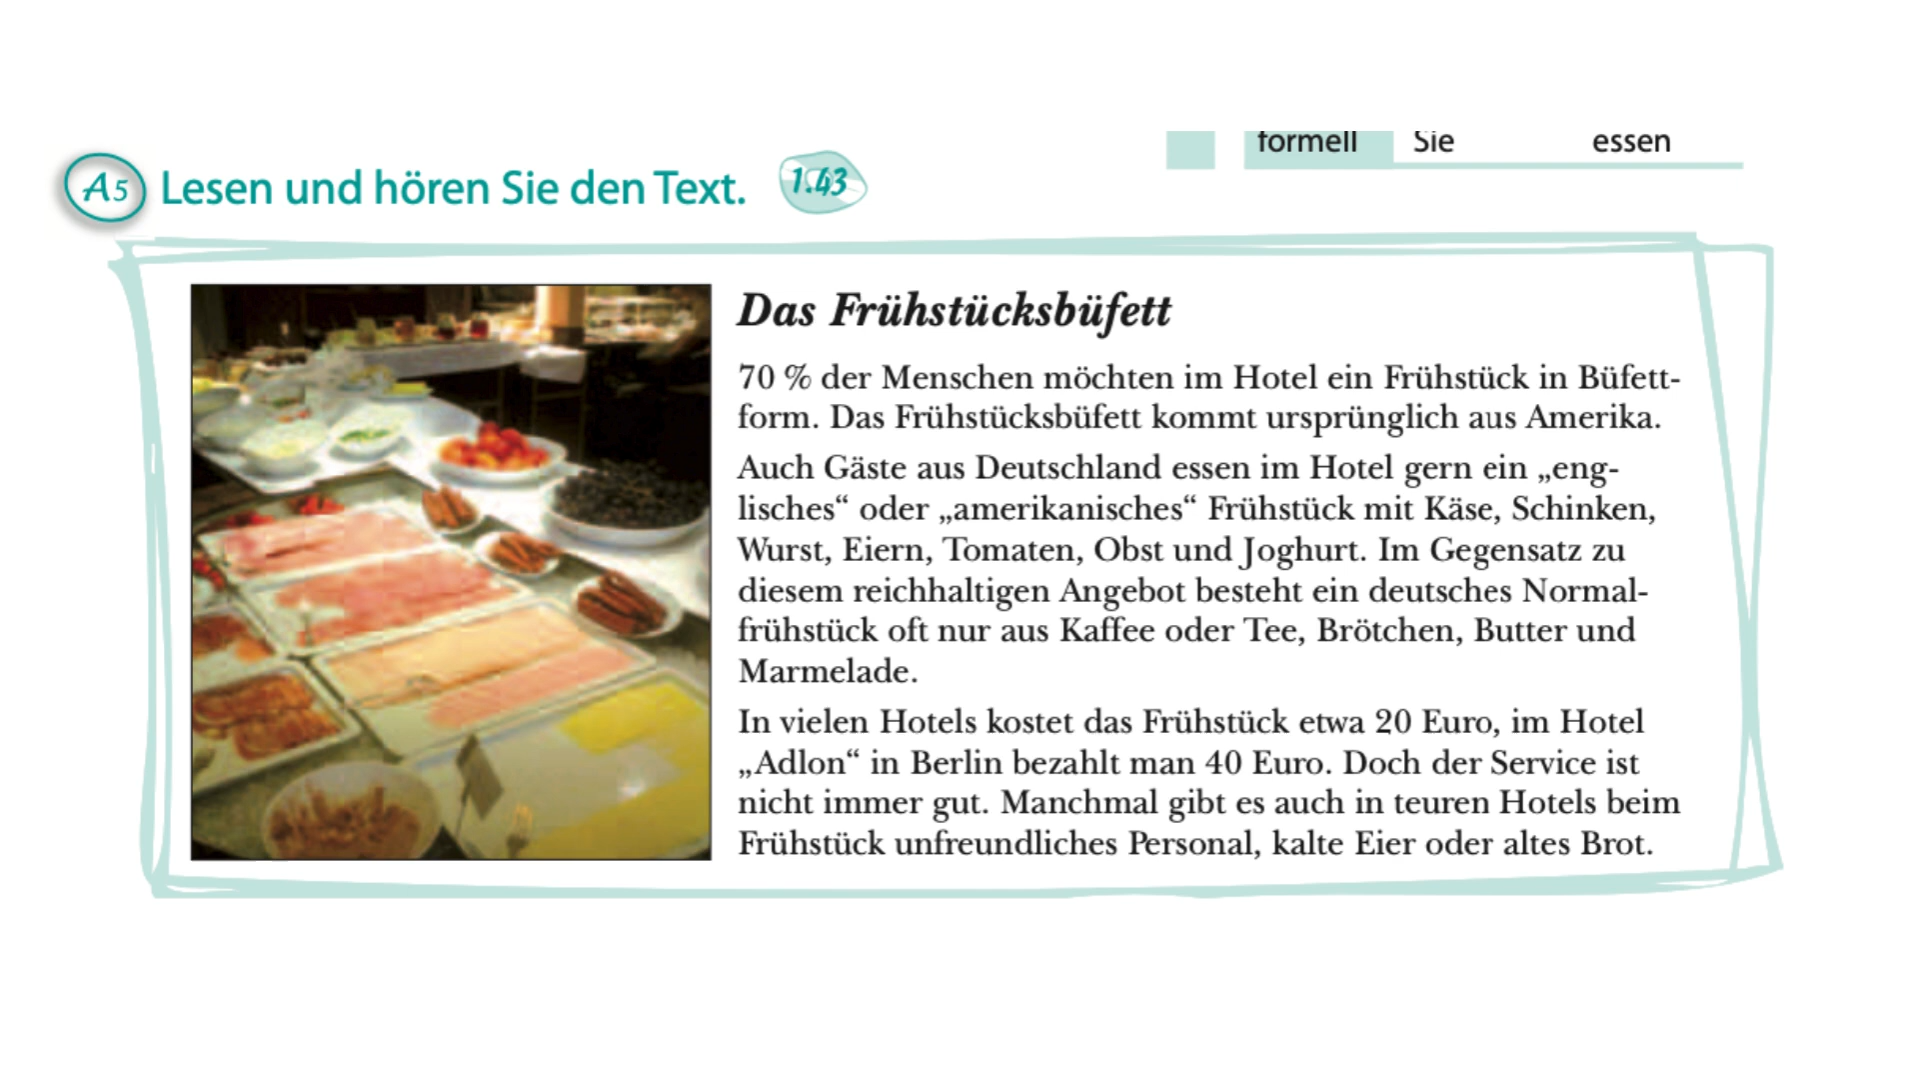 formell Sie essen
A5 Lesen und hören Sie den Text. 1.43
Das Frühstücksbüfett
70 % der Menschen möchten im Hotel ein Frühstück in Büfett-
form. Das Frühstücksbüfett kommt ursprünglich aus Amerika.
Auch Gäste aus Deutschland essen im Hotel gern ein „eng-
lisches“ oder „amerikanisches“ Frühstück mit Käse, Schinken,
Wurst, Eiern, Tomaten, Obst und Joghurt. Im Gegensatz zu
diesem reichhaltigen Angebot besteht ein deutsches Normal-
frühstück oft nur aus Kaffee oder Tee, Brötchen, Butter und
Marmelade.
In vielen Hotels kostet das Frühstück etwa 20 Euro, im Hotel
„Adlon“ in Berlin bezahlt man 40 Euro. Doch der Service ist
nicht immer gut. Manchmal gibt es auch in teuren Hotels beim
Frühstück unfreundliches Personal, kalte Eier oder altes Brot.